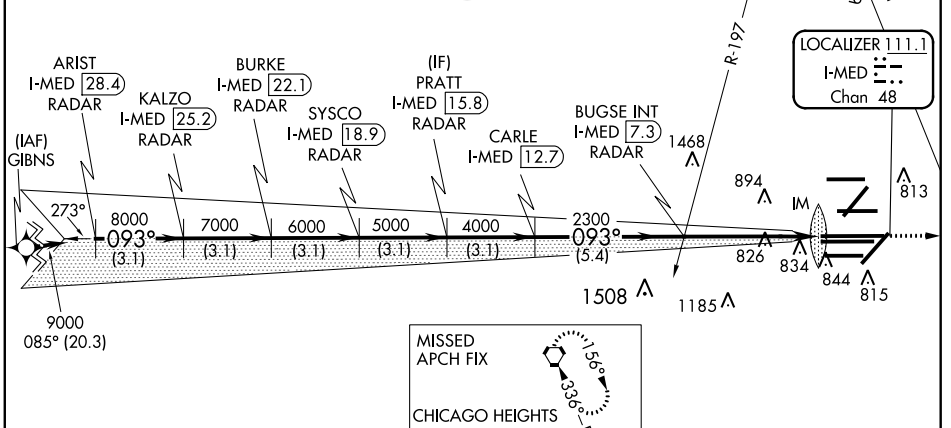 R-197
LOCALIZER 111.1
I-MED
Chan 48
ARIST
I-MED 28.4
RADAR
KALZO
I-MED 25.2
RADAR
BURKE
I-MED 22.1
RADAR
SYSCO
I-MED 18.9
RADAR
(IF)
PRATT
I-MED 15.8
RADAR
CARLE
I-MED 12.7
BUGSE INT
I-MED 7.3
RADAR
(IAF)
GIBNS
1468
894
IM
813
273°
8000
7000
6000
5000
4000
2300
093°
093°
(3.1)
(3.1)
(3.1)
(3.1)
(3.1)
(5.4)
826
834
844
815
1508
1185
9000
085° (20.3)
MISSED
APCH FIX
156°
336°
CHICAGO HEIGHTS